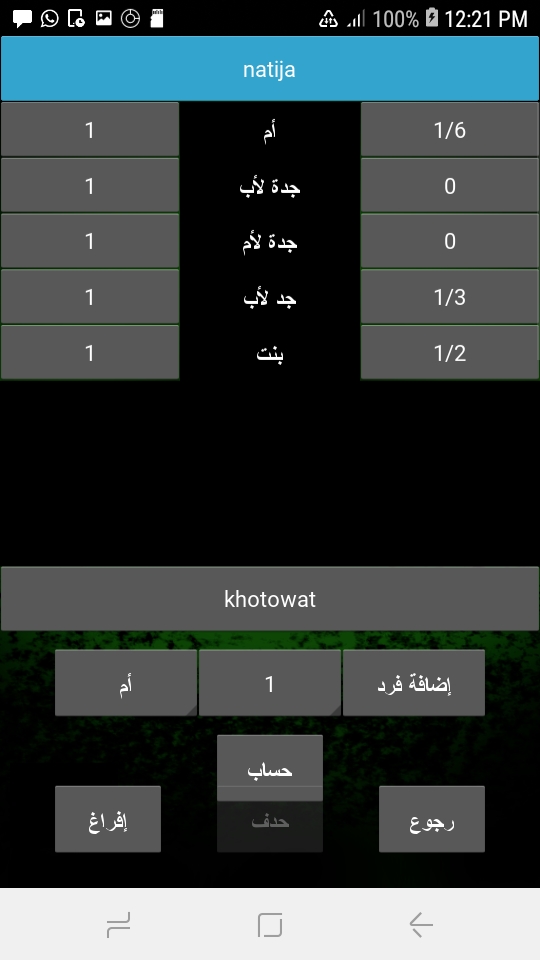 100% 12:21 PM
natija
1 أم 1/6
1 جدة لأب 0
1 جدة لأم 0
1 جد لأب 1/3
1 بنت 1/2
khotowat
أم 1 إضافة فرد
حساب
إفراغ حذف رجوع